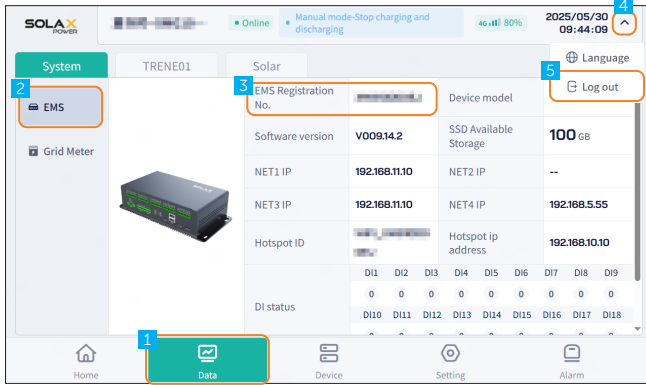 SOLAX
POWER
Online
Manual mode-Stop charging and
discharging
4G 80%
2025/05/30
09:44:09
4
System
TRENE01
Solar
Language
5
Log out
2
EMS
Grid Meter
SOLAX
3
EMS Registration
No.
Device model
Software version
V009.14.2
SSD Available
Storage
100 GB
NET1 IP
192.168.11.10
NET2 IP
--
NET3 IP
192.168.11.10
NET4 IP
192.168.5.55
Hotspot ID
Hotspot ip
address
192.168.10.10
DI status
DI1 DI2 DI3 DI4 DI5 DI6 DI7 DI8 DI9
0 0 0 0 0 0 0 0 0
DI10 DI11 DI12 DI13 DI14 DI15 DI16 DI17 DI18
1
Home
Data
Device
Setting
Alarm